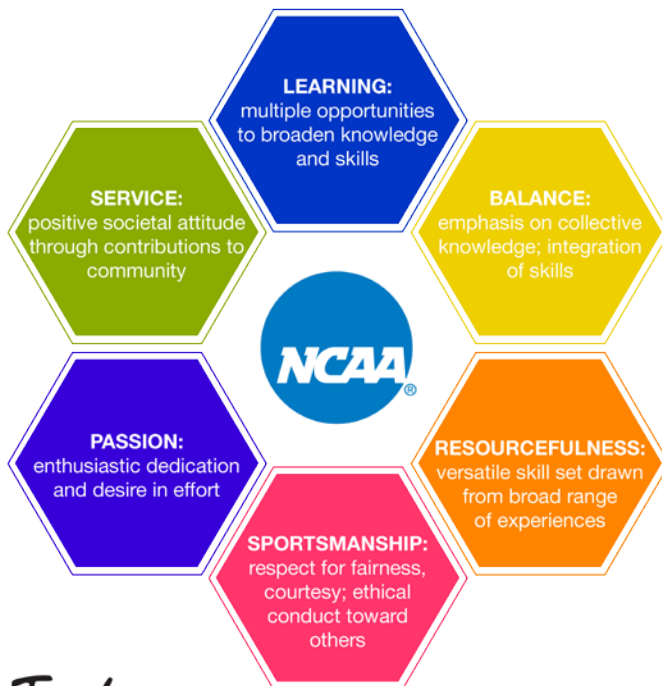 LEARNING:
multiple opportunities
to broaden knowledge
and skills
SERVICE:
positive societal attitude
through contributions to
community
BALANCE:
emphasis on collective
knowledge; integration
of skills
NCAA®
PASSION:
enthusiastic dedication
and desire in effort
RESOURCEFULNESS:
versatile skill set drawn
from broad range
of experiences
SPORTSMANSHIP:
respect for fairness,
courtesy; ethical
conduct toward
others